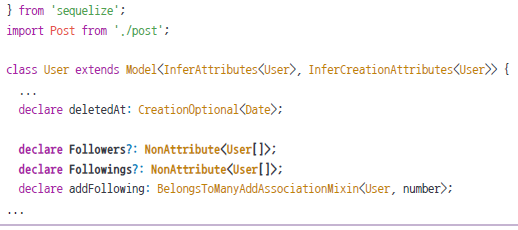 } from 'sequelize';
import Post from './post';
class User extends Model<InferAttributes<User>, InferCreationAttributes<User>> {
...
declare deletedAt: CreationOptional<Date>;
declare Followers?: NonAttribute<User[]>;
declare Followings?: NonAttribute<User[]>;
declare addFollowing: BelongsToManyAddAssociationMixin<User, number>;
...